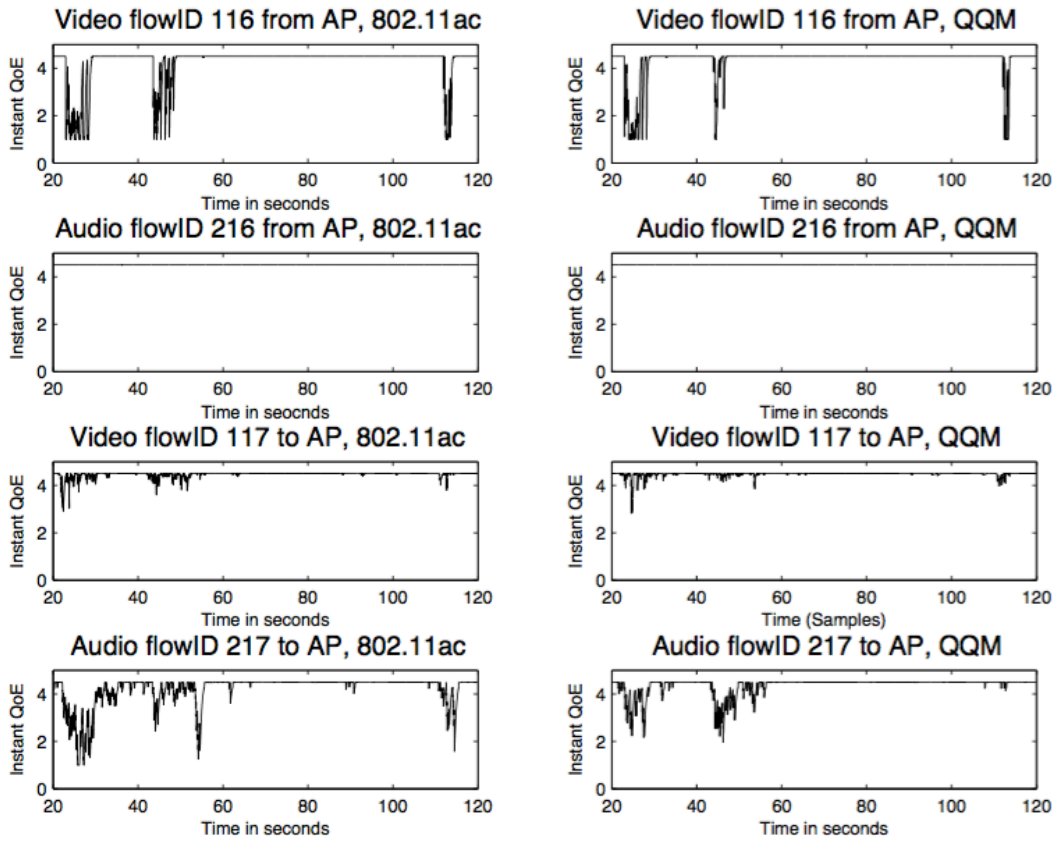 Video flowID 116 from AP, 802.11ac
Instant QoE
4
2
0
20 40 60 80 100 120
Time in seconds
Video flowID 116 from AP, QQM
Instant QoE
4
2
0
20 40 60 80 100 120
Time in seconds
Audio flowID 216 from AP, 802.11ac
Instant QoE
4
2
0
20 40 60 80 100 120
Time in seocnds
Audio flowID 216 from AP, QQM
Instant QoE
4
2
0
20 40 60 80 100 120
Time in seconds
Video flowID 117 to AP, 802.11ac
Instant QoE
4
2
0
20 40 60 80 100 120
Time in seconds
Video flowID 117 to AP, QQM
Instant QoE
4
2
0
20 40 60 80 100 120
Time (Samples)
Audio flowID 217 to AP, 802.11ac
Instant QoE
4
2
0
20 40 60 80 100 120
Time in seconds
Audio flowID 217 to AP, QQM
Instant QoE
4
2
0
20 40 60 80 100 120
Time in seconds